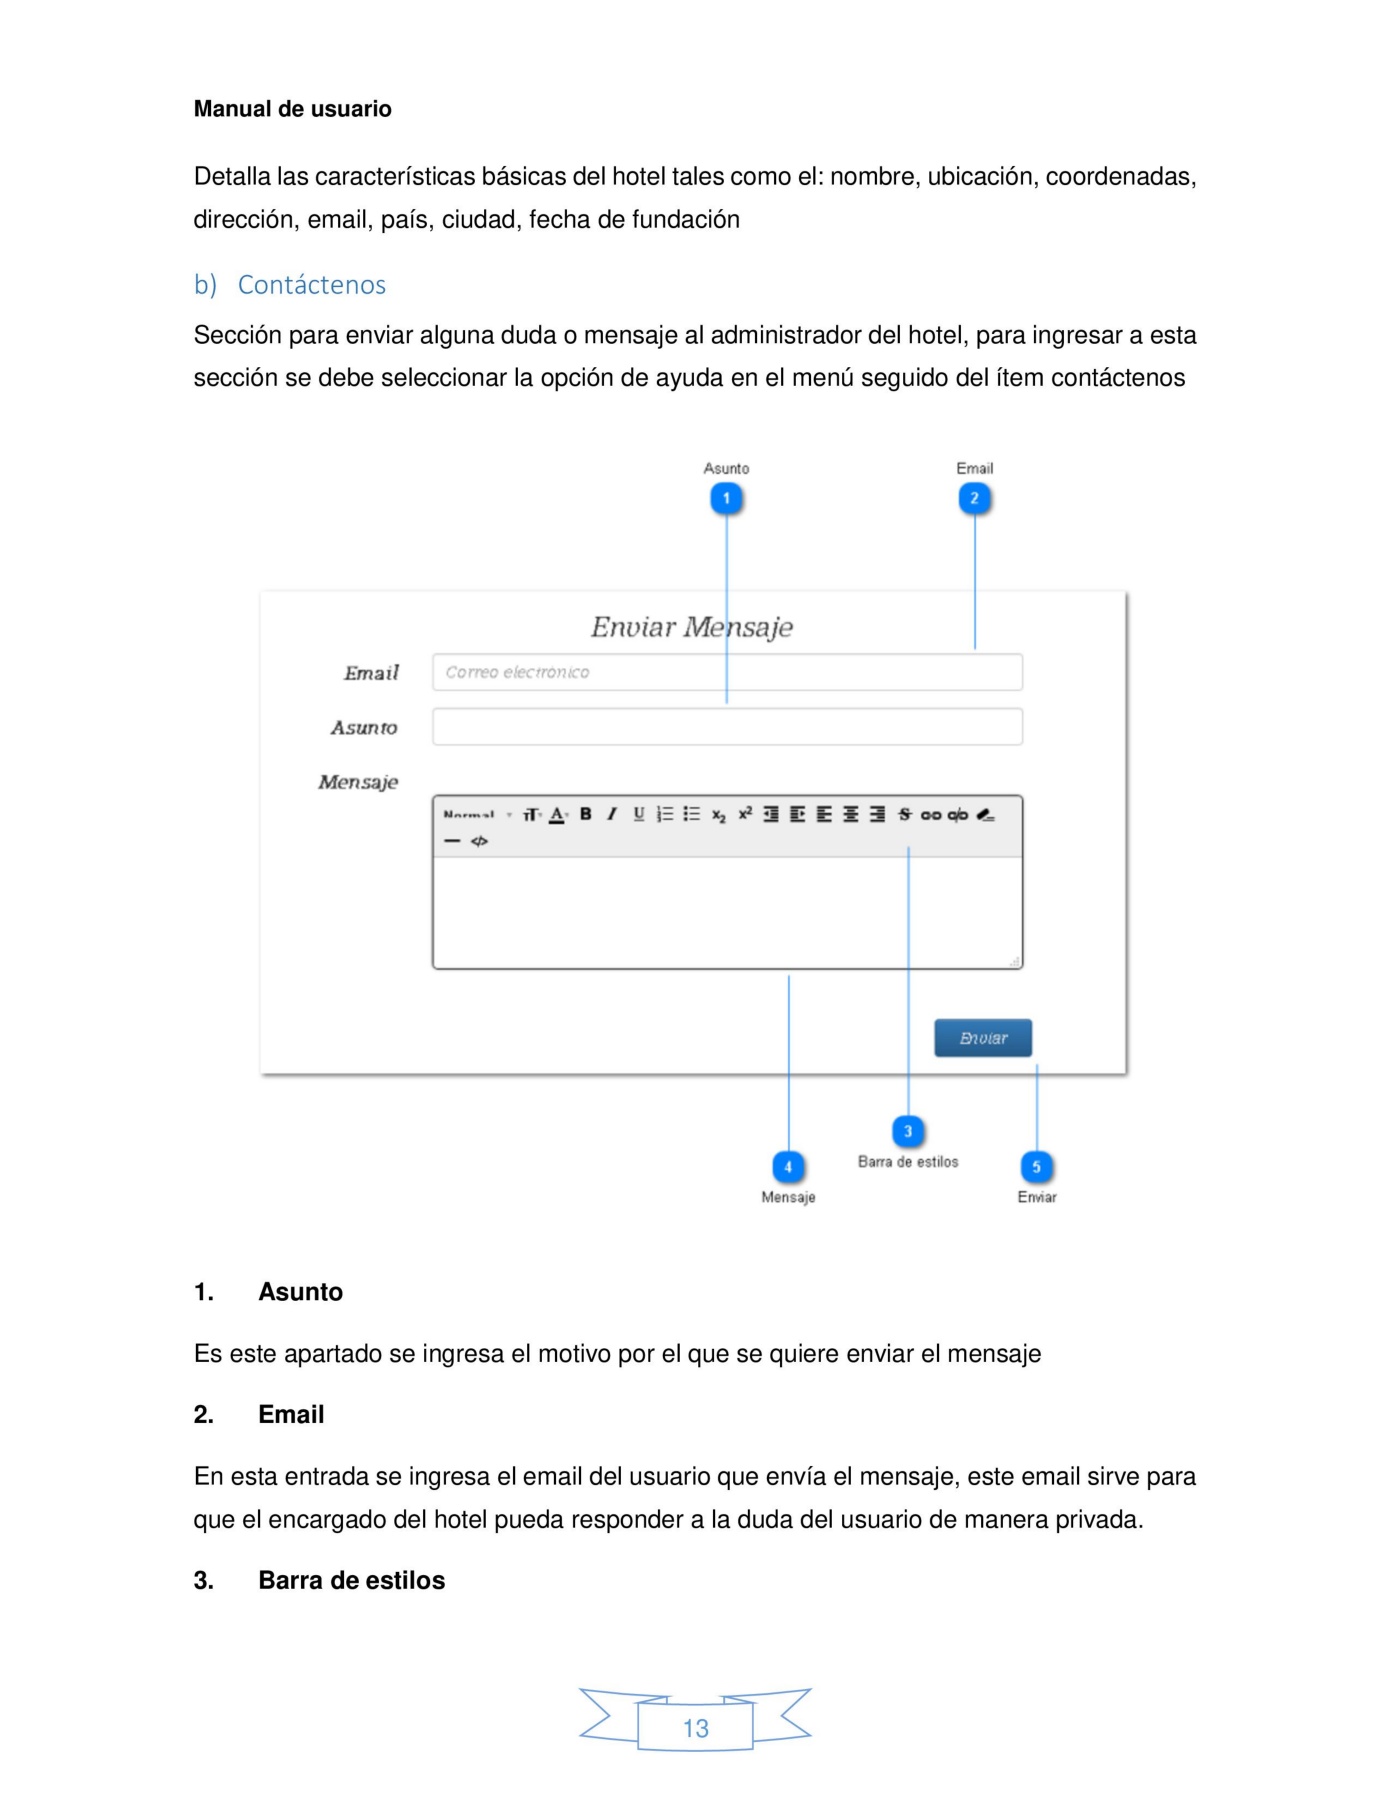 Manual de usuario
Detalla las características básicas del hotel tales como el: nombre, ubicación, coordenadas,
dirección, email, país, ciudad, fecha de fundación
b) Contáctenos
Sección para enviar alguna duda o mensaje al administrador del hotel, para ingresar a esta
sección se debe seleccionar la opción de ayuda en el menú seguido del ítem contáctenos
Asunto
Email
1
2
Enviar Mensaje
Email
Correo electrónico
Asunto
Mensaje
Normal
Enviar
3
Barra de estilos
4
5
Mensaje
Enviar
1. Asunto
Es este apartado se ingresa el motivo por el que se quiere enviar el mensaje
2. Email
En esta entrada se ingresa el email del usuario que envía el mensaje, este email sirve para
que el encargado del hotel pueda responder a la duda del usuario de manera privada.
3. Barra de estilos
13